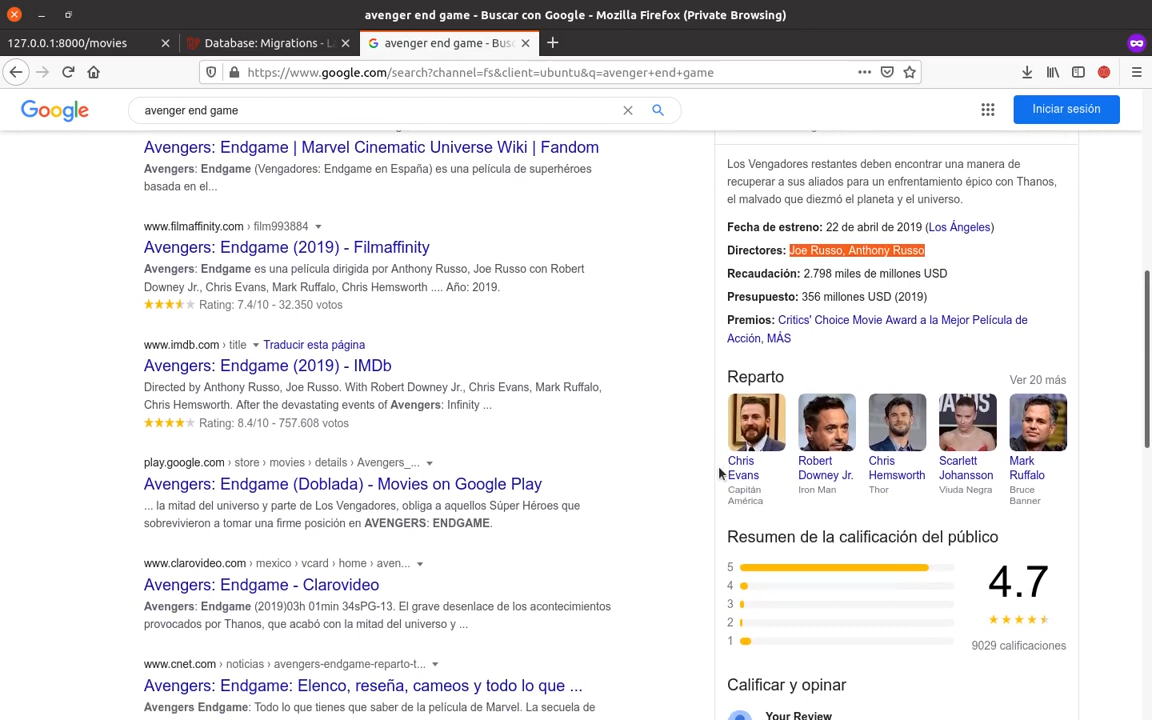 avenger end game - Buscar con Google - Mozilla Firefox (Private Browsing)
127.0.0.1:8000/movies
Database: Migrations - L
avenger end game - Busc
https://www.google.com/search?channel=fs&client=ubuntu&q=avenger+end+game
Google
avenger end game
Iniciar sesión
Avengers: Endgame | Marvel Cinematic Universe Wiki | Fandom
Avengers: Endgame (Vengadores: Endgame en España) es una película de superhéroes
basada en el...
www.filmaffinity.com › film993884
Avengers: Endgame (2019) - Filmaffinity
Avengers: Endgame es una película dirigida por Anthony Russo, Joe Russo con Robert
Downey Jr., Chris Evans, Mark Ruffalo, Chris Hemsworth .... Año: 2019.
Rating: 7.4/10 - 32.350 votos
www.imdb.com › title Traducir esta página
Avengers: Endgame (2019) - IMDb
Directed by Anthony Russo, Joe Russo. With Robert Downey Jr., Chris Evans, Mark Ruffalo,
Chris Hemsworth. After the devastating events of Avengers: Infinity ...
Rating: 8.4/10 - 757.608 votos
play.google.com › store › movies › details › Avengers_...
Avengers: Endgame (Doblada) - Movies on Google Play
... la mitad del universo y parte de Los Vengadores, obliga a aquellos Súper Héroes que
sobrevivieron a tomar una firme posición en AVENGERS: ENDGAME.
www.clarovideo.com › mexico › vcard › home › aven...
Avengers: Endgame - Clarovideo
Avengers: Endgame (2019)03h 01min 34sPG-13. El grave desenlace de los acontecimientos
provocados por Thanos, que acabó con la mitad del universo y ...
www.cnet.com › noticias › avengers-endgame-reparto-t...
Avengers: Endgame: Elenco, reseña, cameos y todo lo que ...
Avengers Endgame: Todo lo que tienes que saber de la película de Marvel. La secuela de
Los Vengadores restantes deben encontrar una manera de
recuperar a sus aliados para un enfrentamiento épico con Thanos,
el malvado que diezmó el planeta y el universo.
Fecha de estreno: 22 de abril de 2019 (Los Ángeles)
Directores: Joe Russo, Anthony Russo
Recaudación: 2.798 miles de millones USD
Presupuesto: 356 millones USD (2019)
Premios: Critics' Choice Movie Award a la Mejor Película de
Acción, MÁS
Reparto
Ver 20 más
Chris Evans
Capitán América
Robert Downey Jr.
Iron Man
Chris Hemsworth
Thor
Scarlett Johansson
Viuda Negra
Mark Ruffalo
Bruce Banner
Resumen de la calificación del público
5
4
3
2
1
4.7
9029 calificaciones
Calificar y opinar
Your Review